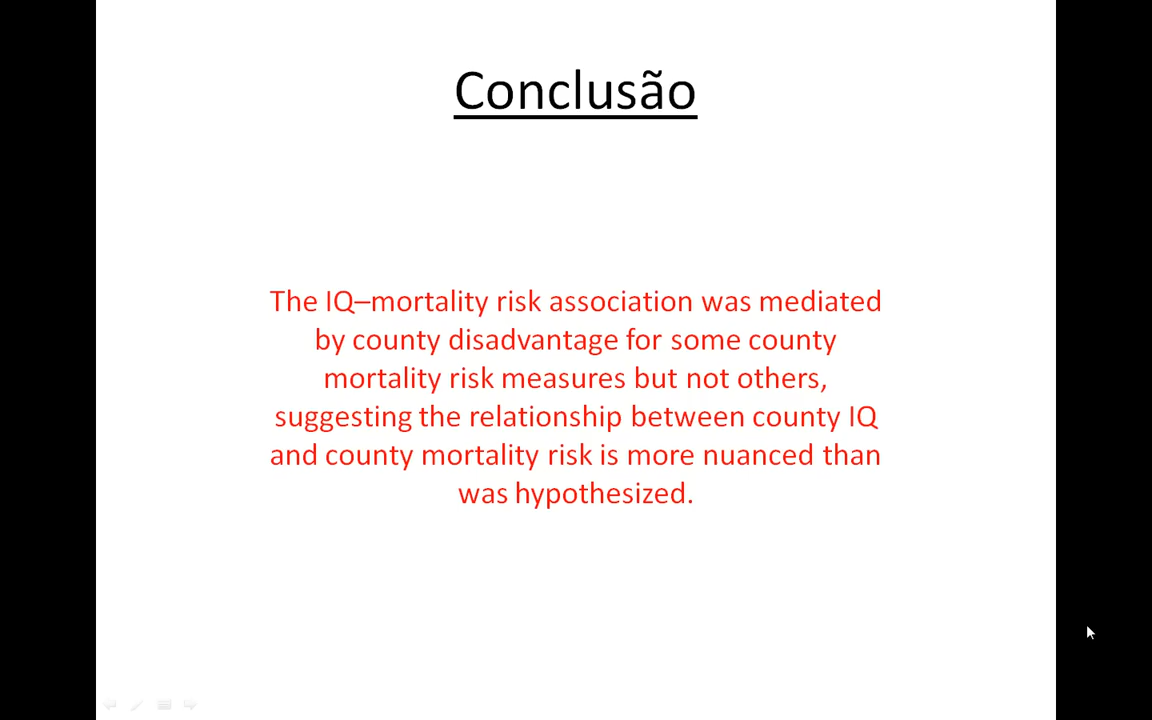 Conclusão
The IQ–mortality risk association was mediated
by county disadvantage for some county
mortality risk measures but not others,
suggesting the relationship between county IQ
and county mortality risk is more nuanced than
was hypothesized.